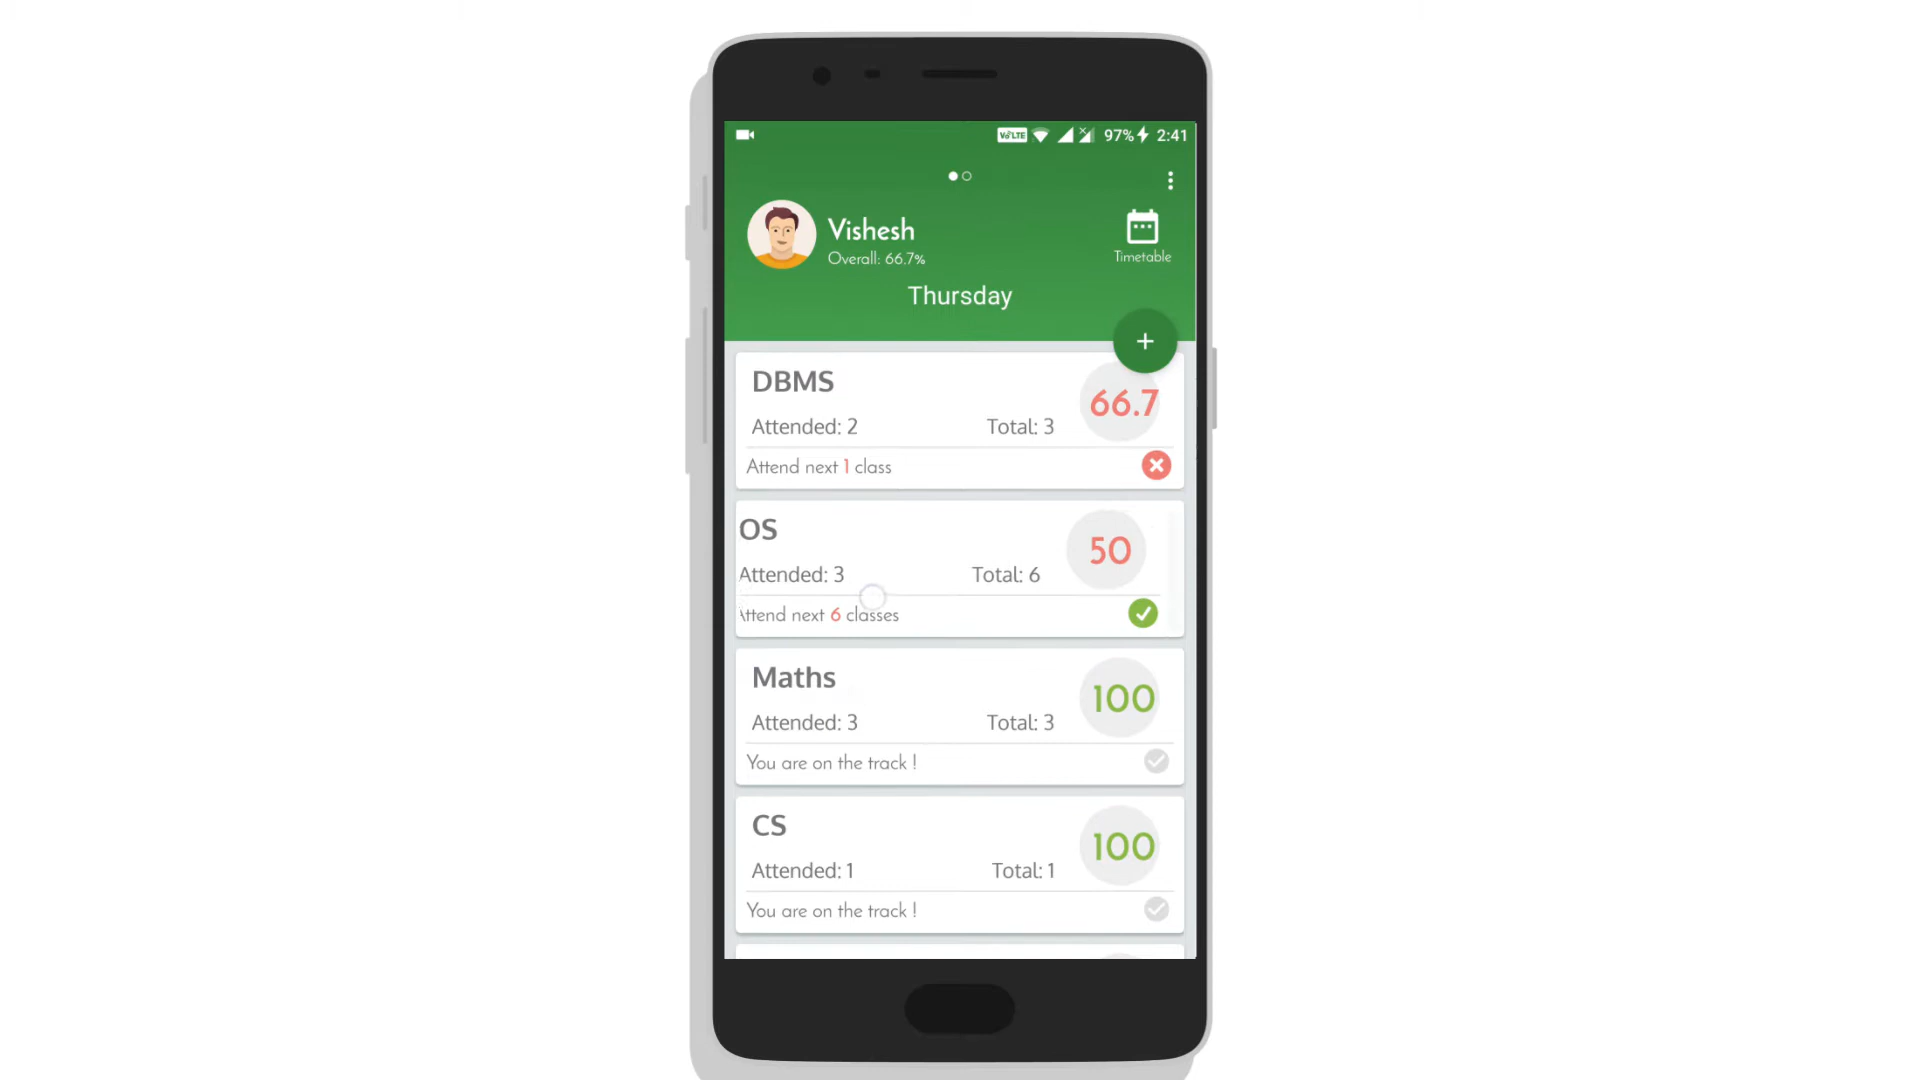 VoLTE 97% 2:41
Vishesh
Overall: 66.7%
Timetable
Thursday
+
DBMS
66.7
Attended: 2 Total: 3
Attend next 1 class
OS
50
Attended: 3 Total: 6
Attend next 6 classes
Maths
100
Attended: 3 Total: 3
You are on the track !
CS
100
Attended: 1 Total: 1
You are on the track !